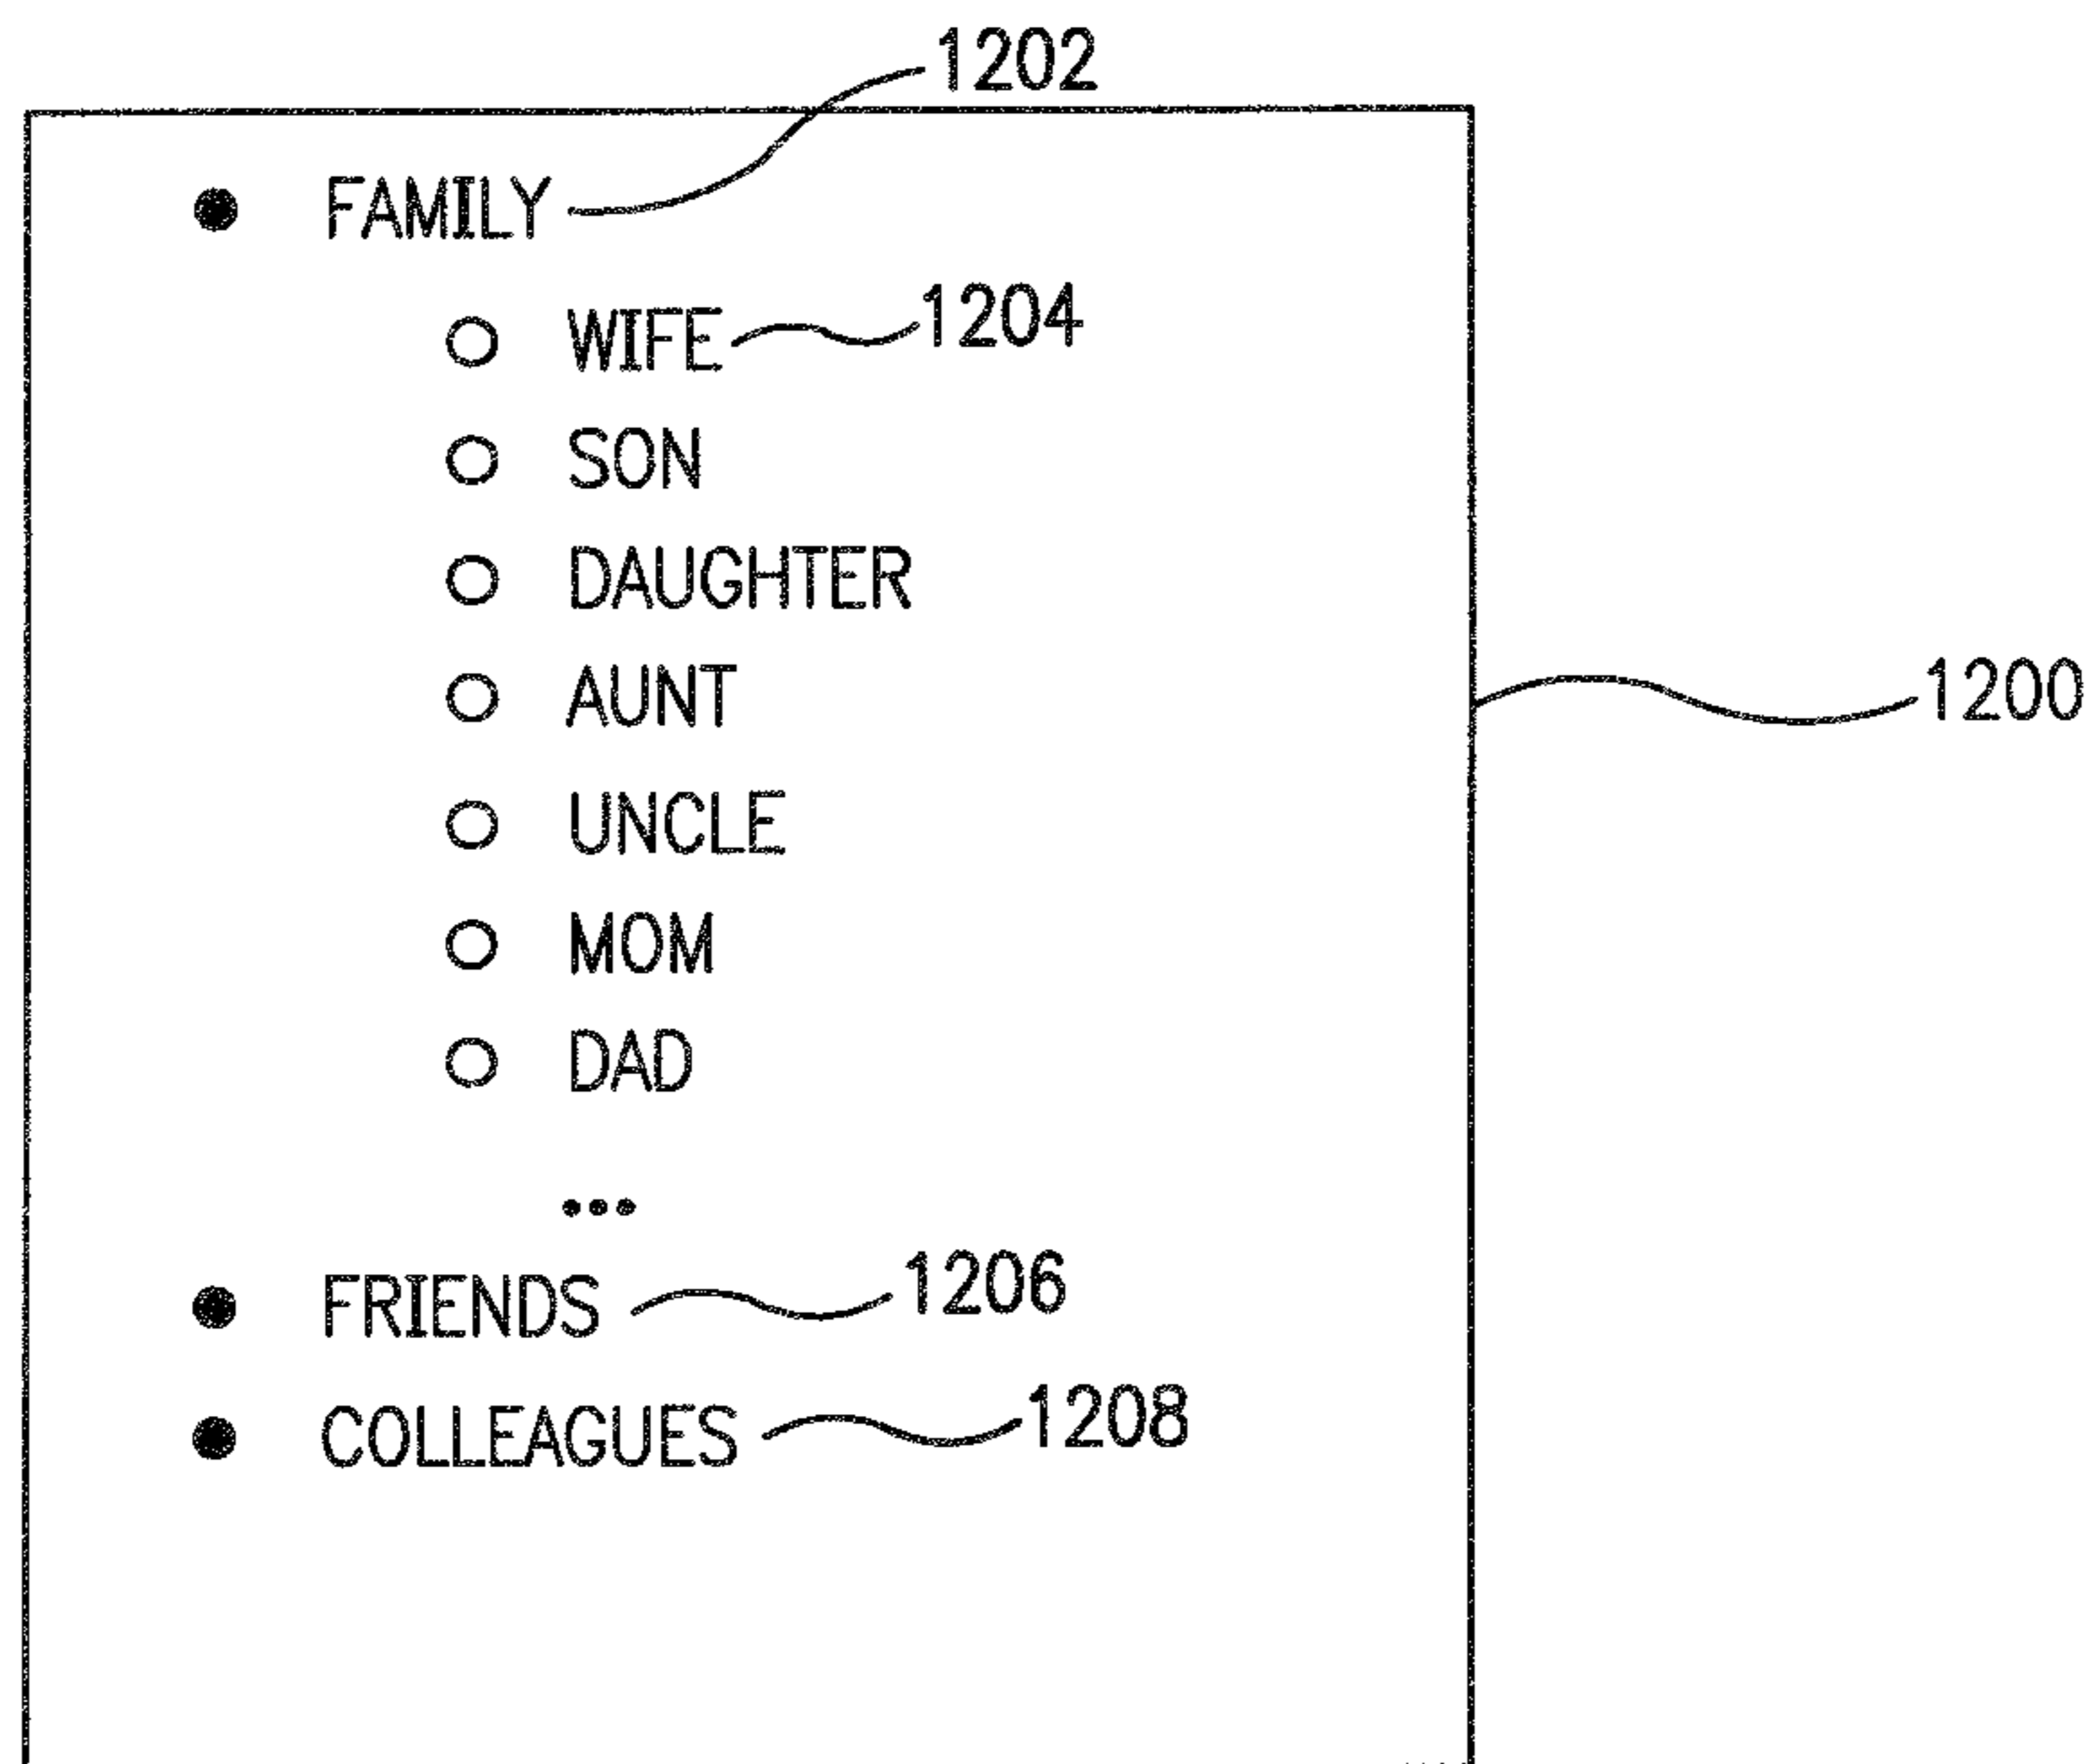 1202
● FAMILY
○ WIFE 1204
○ SON
○ DAUGHTER
○ AUNT
1200
○ UNCLE
○ MOM
○ DAD
...
● FRIENDS 1206
● COLLEAGUES 1208